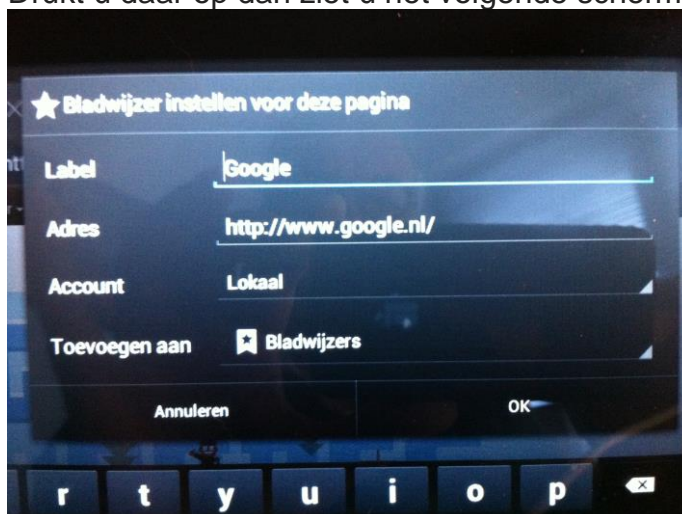 Drukt u daar op dan ziet u het volgende scherm
Bladwijzer instellen voor deze pagina
Label Google
Adres http://www.google.nl/
Account Lokaal
Toevoegen aan Bladwijzers
Annuleren OK
r t y u i o p